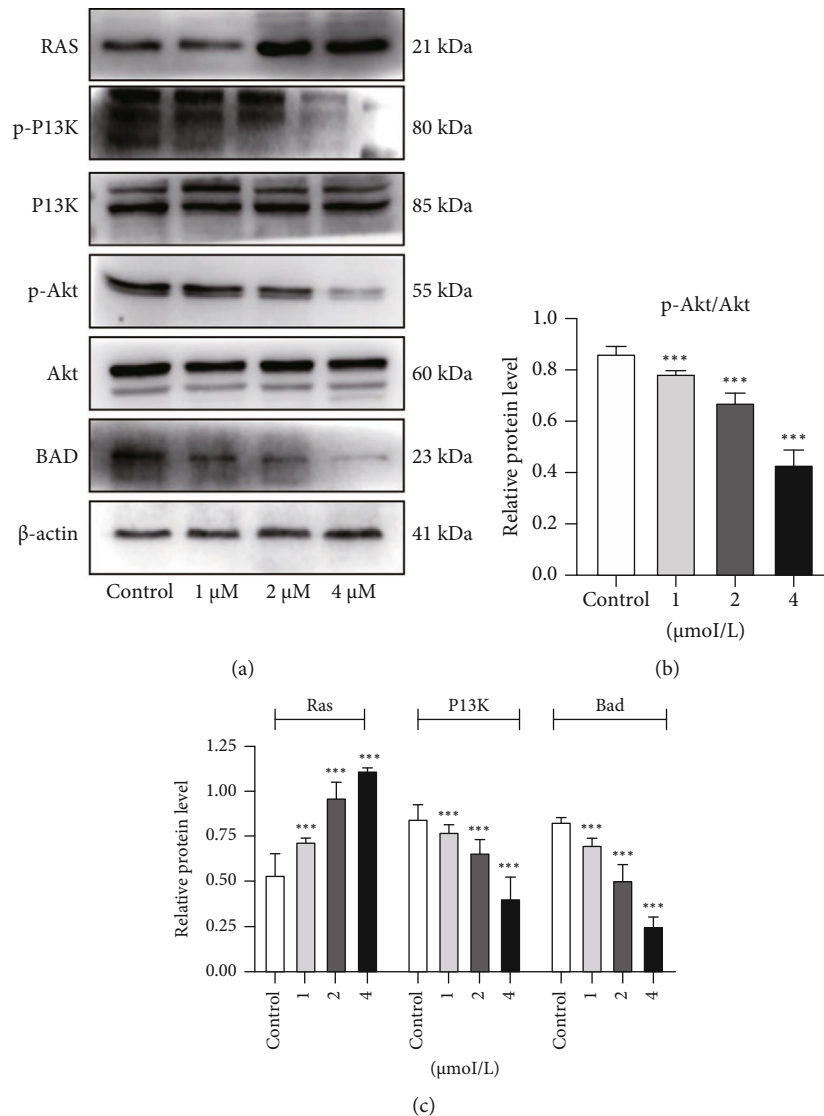 RAS 21 kDa
p-P13K 80 kDa
P13K 85 kDa
p-Akt 55 kDa
Akt 60 kDa
BAD 23 kDa
β-actin 41 kDa
Control 1 μM 2 μM 4 μM
(a)
p-Akt/Akt
Relative protein level
1.0
0.8
0.6
0.4
0.2
0.0
***
***
***
Control 1 2 4
(μmoI/L)
(b)
Ras P13K Bad
Relative protein level
1.25
1.00
0.75
0.50
0.25
0.00
*** *** ***
*** *** ***
*** *** ***
Control 1 2 4 Control 1 2 4 Control 1 2 4
(μmoI/L)
(c)